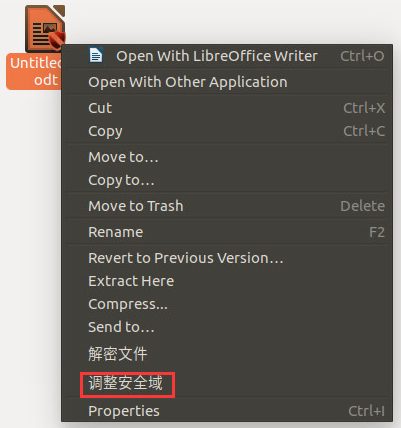 Untitled
odt
Open With LibreOffice Writer Ctrl+O
Open With Other Application
Cut Ctrl+X
Copy Ctrl+C
Move to…
Copy to…
Move to Trash Delete
Rename F2
Revert to Previous Version…
Extract Here
Compress...
Send to…
解密文件
调整安全域
Properties Ctrl+I